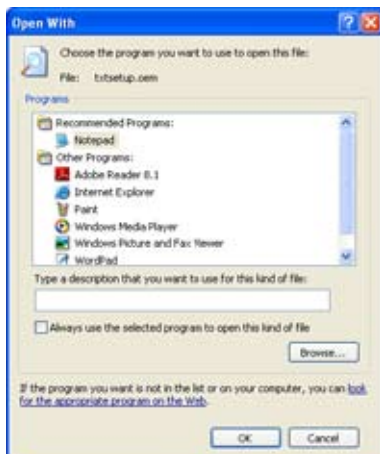 Open With
Choose the program you want to use to open this file:
File: txtsetup.oem
Programs
Recommended Programs:
Notepad
Other Programs:
Adobe Reader 8.1
Internet Explorer
Paint
Windows Media Player
Windows Picture and Fax Viewer
WordPad
Type a description that you want to use for this kind of file:
Always use the selected program to open this kind of file
Browse...
If the program you want is not in the list or on your computer, you can look
for the appropriate program on the Web.
OK Cancel